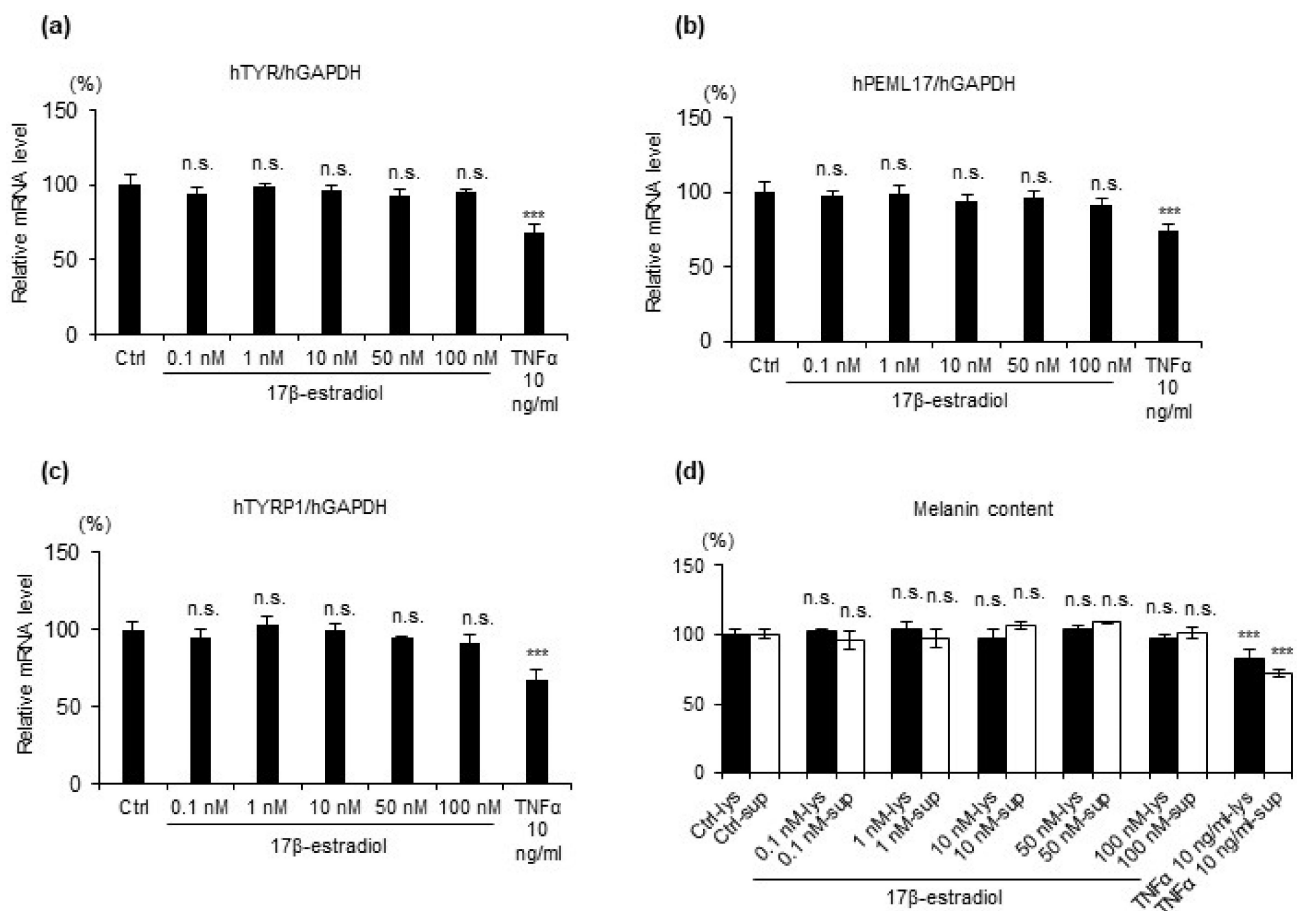 (a)
hTYR/hGAPDH
(%)
Relative mRNA level
150
100
50
0
n.s. n.s. n.s. n.s. n.s.
***
Ctrl 0.1 nM 1 nM 10 nM 50 nM 100 nM TNFα
10
ng/ml
17β-estradiol
(b)
hPEML17/hGAPDH
(%)
Relative mRNA level
150
100
50
0
n.s. n.s. n.s. n.s. n.s.
***
Ctrl 0.1 nM 1 nM 10 nM 50 nM 100 nM TNFα
10
ng/ml
17β-estradiol
(c)
hTYRP1/hGAPDH
(%)
Relative mRNA level
150
100
50
0
n.s. n.s. n.s. n.s. n.s.
***
Ctrl 0.1 nM 1 nM 10 nM 50 nM 100 nM TNFα
10
ng/ml
17β-estradiol
(d)
Melanin content
(%)
150
100
50
0
n.s. n.s. n.s. n.s. n.s. n.s. n.s. n.s. n.s. n.s.
*** ***
Ctrl-lys
Ctrl-sup
0.1 nM-lys
0.1 nM-sup
1 nM-lys
1 nM-sup
10 nM-lys
10 nM-sup
50 nM-lys
50 nM-sup
100 nM-lys
100 nM-sup
TNFα 10 ng/ml-lys
TNFα 10 ng/ml-sup
17β-estradiol